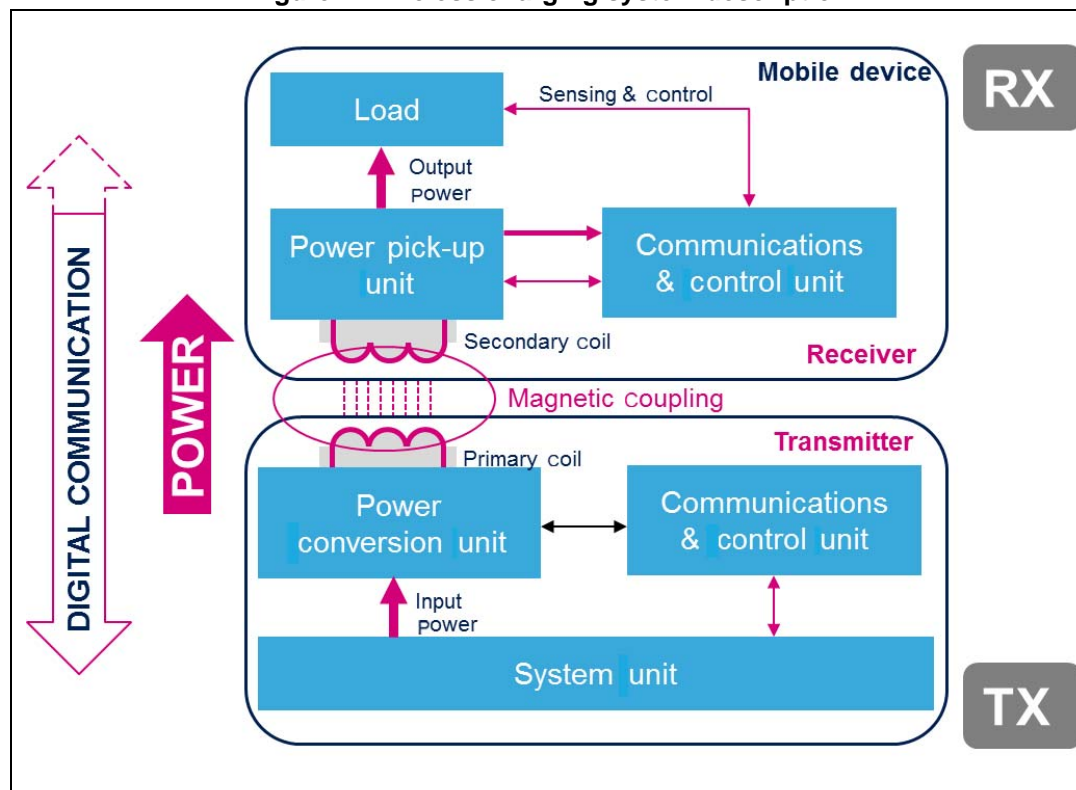 Mobile device
RX
Load
Sensing & control
Output
power
Power pick-up
unit
Communications
& control unit
Secondary coil
Receiver
Magnetic coupling
DIGITAL COMMUNICATION
POWER
Transmitter
Primary coil
Power
conversion unit
Communications
& control unit
Input
power
System unit
TX